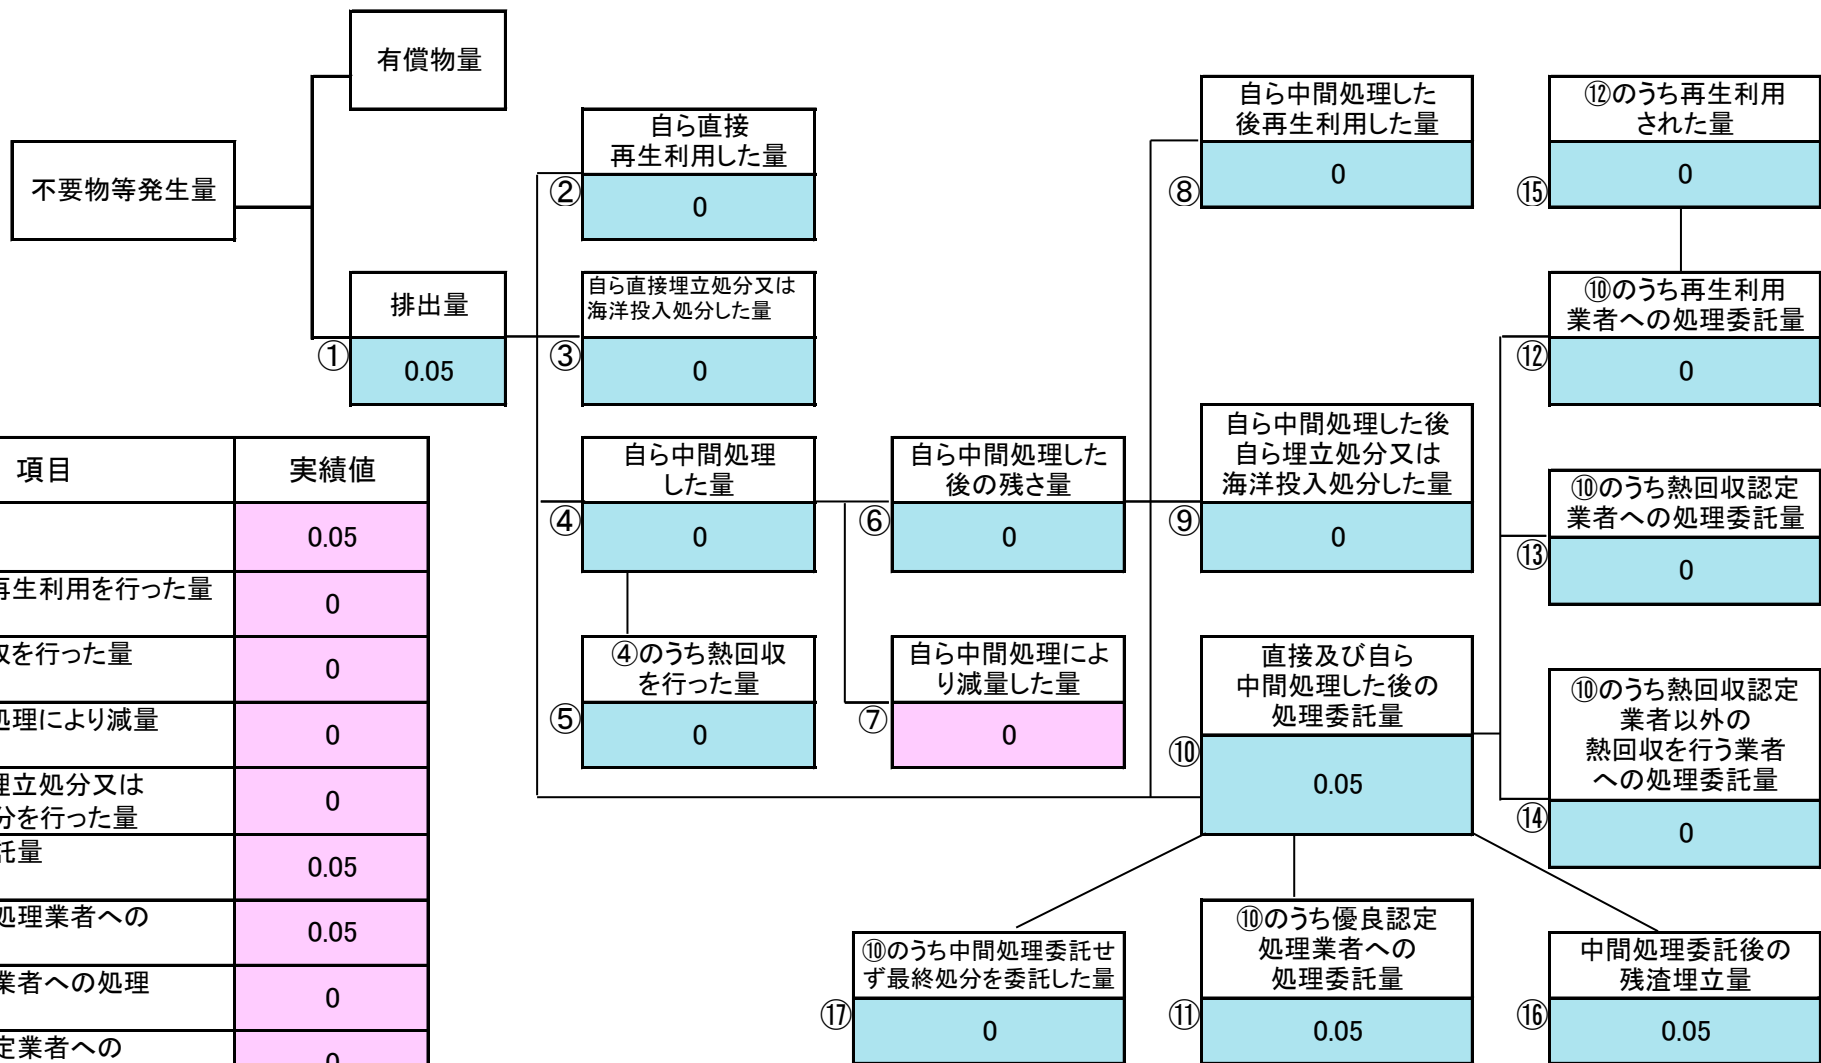 有償物量
不要物等発生量
排出量
①
0.05
自ら直接
再生利用した量
②
0
自ら直接埋立処分又は
海洋投入処分した量
③
0
自ら中間処理
した量
④
0
④のうち熱回収
を行った量
⑤
0
自ら中間処理した
後の残さ量
⑥
0
自ら中間処理によ
り減量した量
⑦
0
自ら中間処理した
後再生利用した量
⑧
0
自ら中間処理した後
自ら埋立処分又は
海洋投入処分した量
⑨
0
直接及び自ら
中間処理した後の
処理委託量
⑩
0.05
⑫のうち再生利用
された量
⑮
0
⑩のうち再生利用
業者への処理委託量
⑫
0
⑩のうち熱回収認定
業者への処理委託量
⑬
0
⑩のうち熱回収認定
業者以外の
熱回収を行う業者
への処理委託量
⑭
0
⑩のうち中間処理委託せ
ず最終処分を委託した量
⑰
0
⑩のうち優良認定
処理業者への
処理委託量
⑪
0.05
中間処理委託後の
残渣埋立量
⑯
0.05
項目 実績値
0.05
再生利用を行った量
0
を行った量
0
処理により減量
0
埋立処分又は
分を行った量
0
託量
0.05
処理業者への
0.05
業者への処理
0
定業者への
0